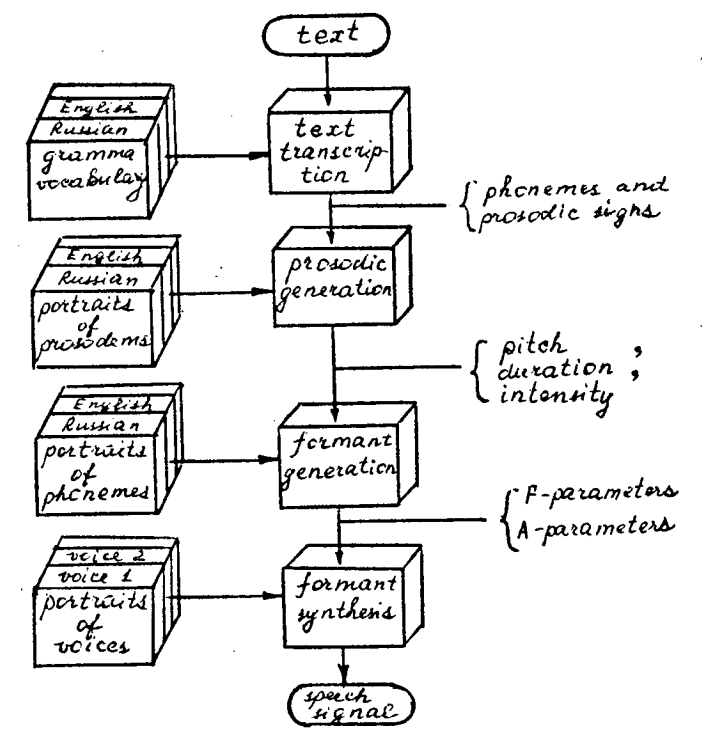 text
English
Russian
gramma
vocabulay
text
transcrip-
tion
phonemes and
prosodic signs
English
Russian
portraits
of
prosodems
prosodic
generation
pitch ,
duration ,
intensity
English
Russian
portraits
of
phonemes
formant
generation
F-parameters
A-parameters
voice 2
voice 1
portraits
of
voices
formant
synthesis
speech
signal